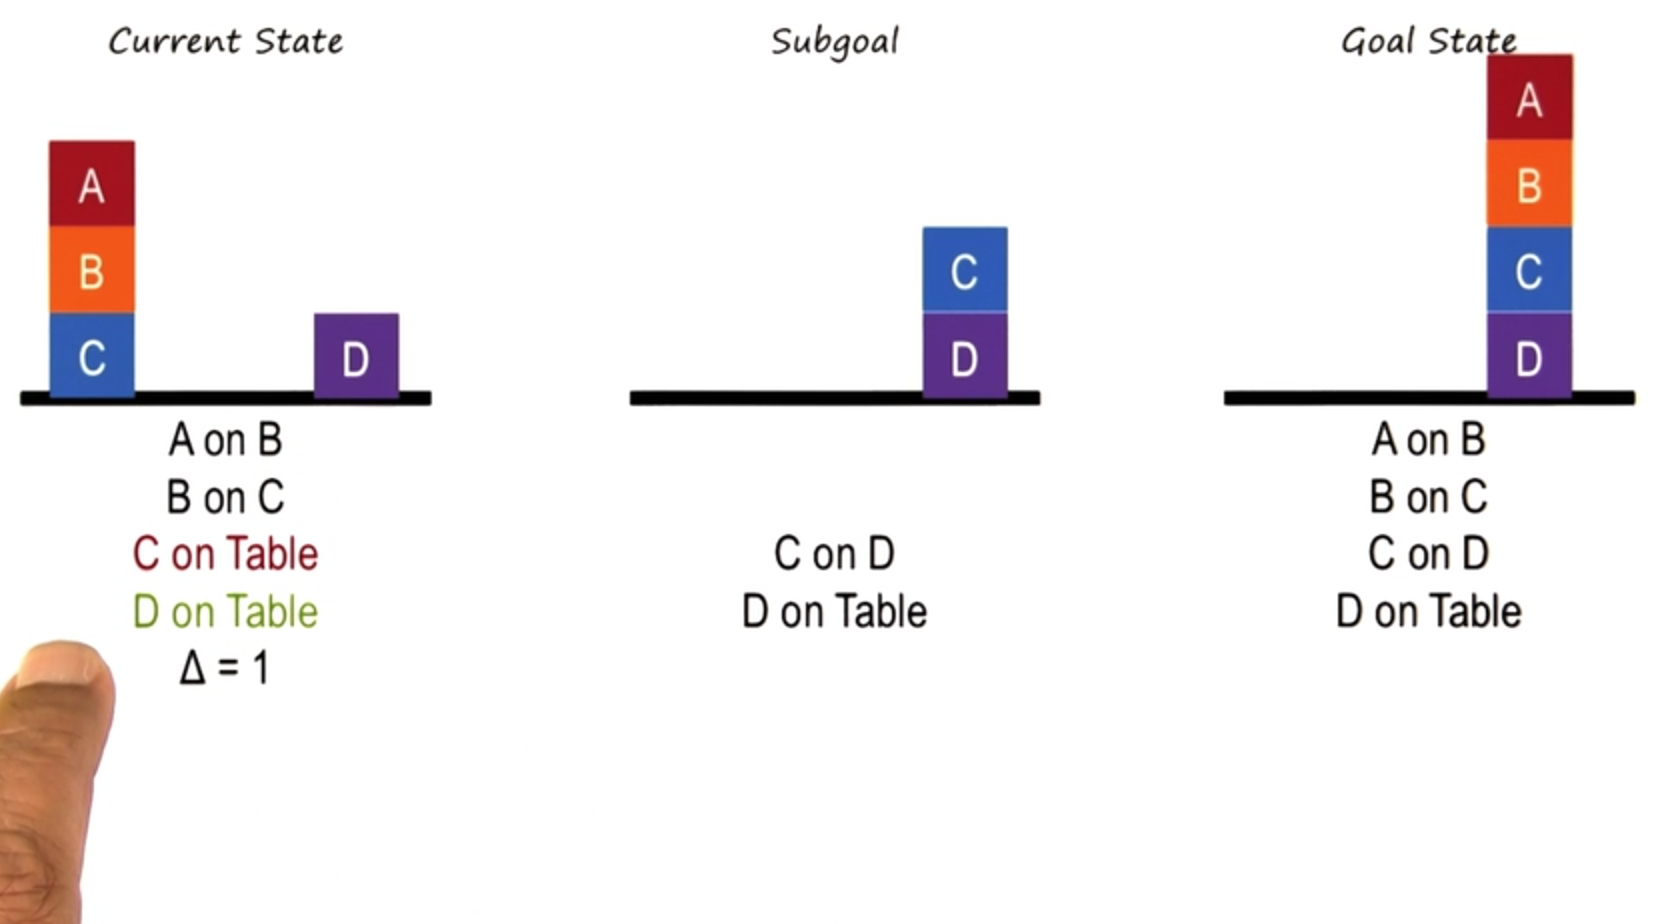 Current State
A
B
C
D
A on B
B on C
C on Table
D on Table
Δ = 1
Subgoal
C
D
C on D
D on Table
Goal State
A
B
C
D
A on B
B on C
C on D
D on Table